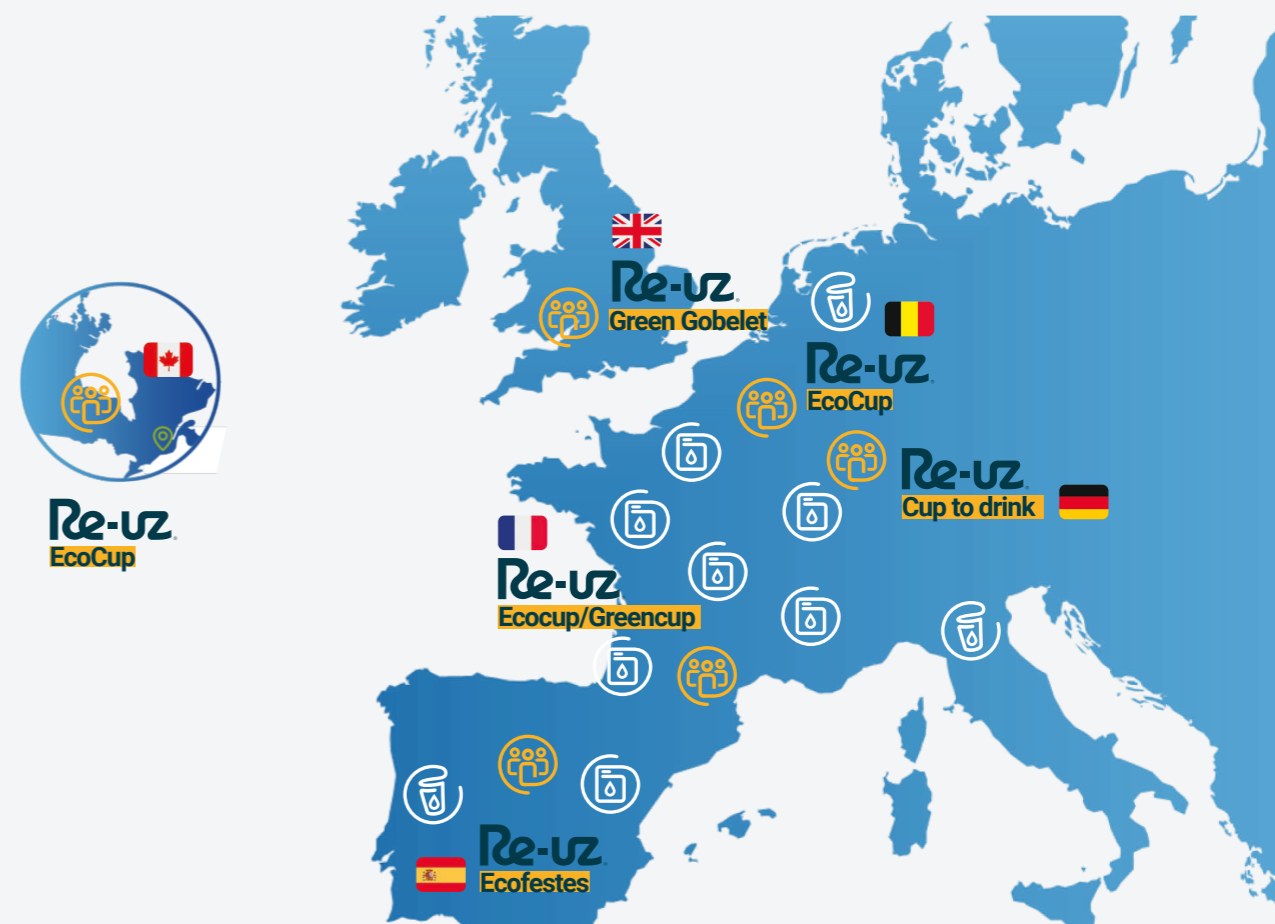 Re-uz.
Green Gobelet
Re-uz.
EcoCup
Re-uz.
Cup to drink
Re-uz.
EcoCup
Re-uz
Ecocup/Greencup
Re-uz.
Ecofestes